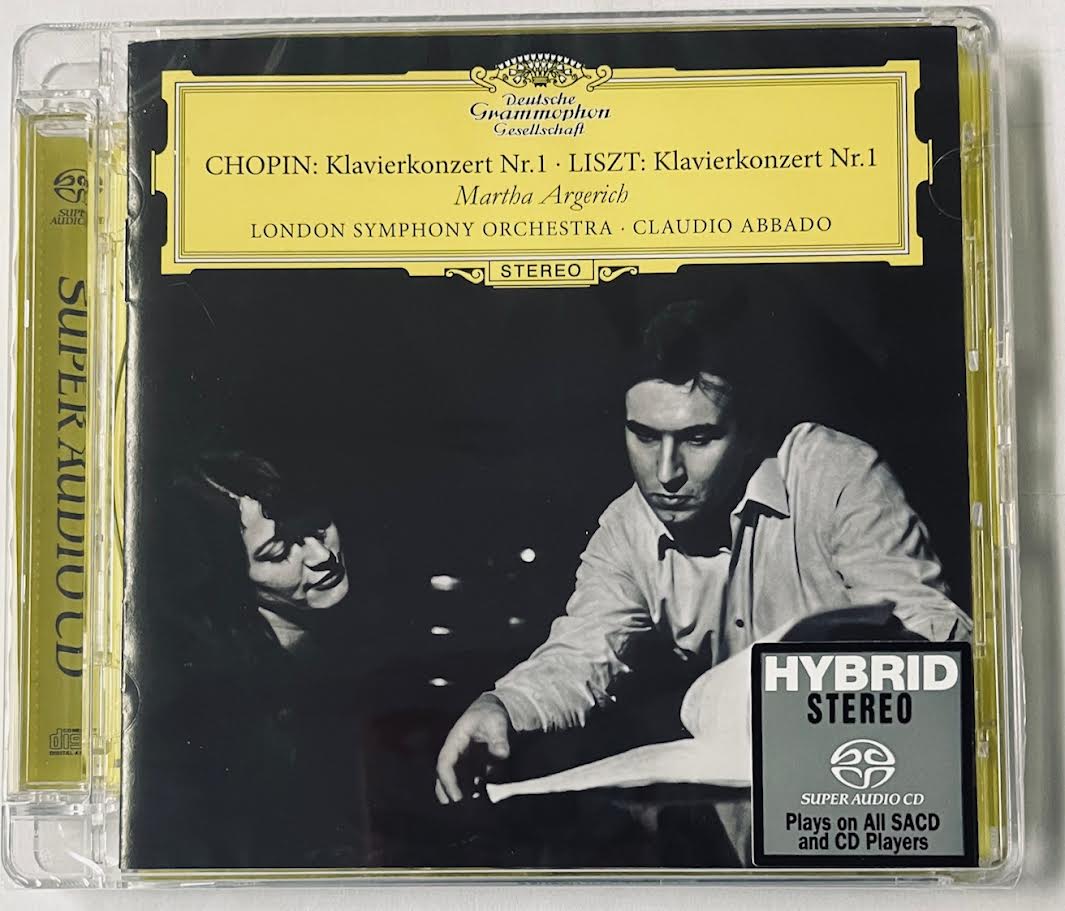 Deutsche
Grammophon
Gesellschaft
CHOPIN: Klavierkonzert Nr.1 · LISZT: Klavierkonzert Nr.1
Martha Argerich
LONDON SYMPHONY ORCHESTRA · CLAUDIO ABBADO
STEREO
SUPER AUDIO CD
HYBRID
STEREO
SUPER AUDIO CD
Plays on All SACD
and CD Players